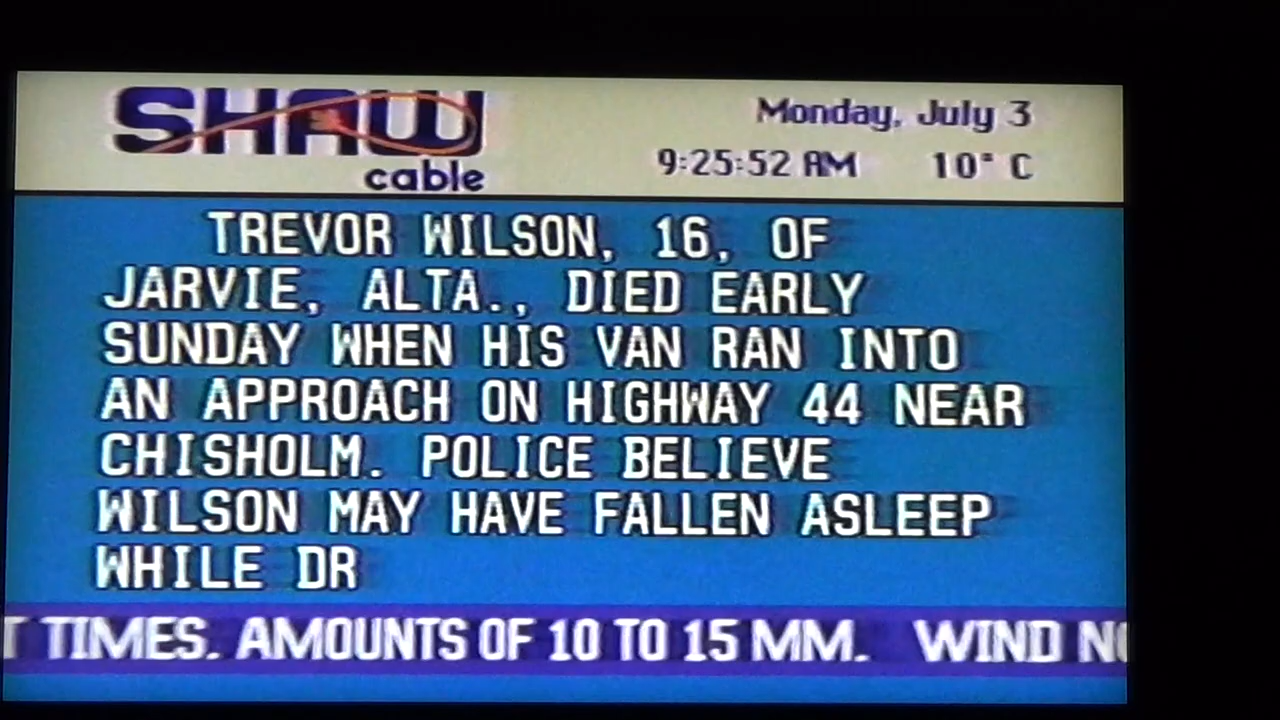 SHAW
cable
Monday, July 3
9:25:52 AM 10° C
TREVOR WILSON, 16, OF
JARVIE, ALTA., DIED EARLY
SUNDAY WHEN HIS VAN RAN INTO
AN APPROACH ON HIGHWAY 44 NEAR
CHISHOLM. POLICE BELIEVE
WILSON MAY HAVE FALLEN ASLEEP
WHILE DR
T TIMES. AMOUNTS OF 10 TO 15 MM. WIND NO